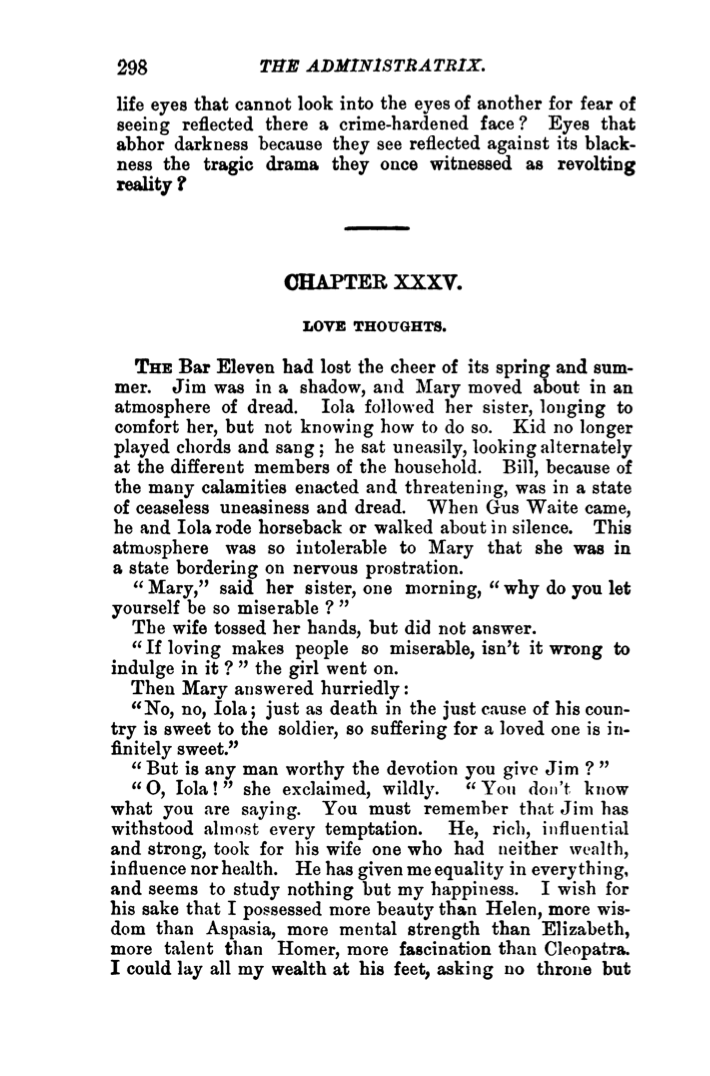 298 THE ADMINISTRATRIX.
life eyes that cannot look into the eyes of another for fear of
seeing reflected there a crime-hardened face? Eyes that
abhor darkness because they see reflected against its black-
ness the tragic drama they once witnessed as revolting
reality?
CHAPTER XXXV.
LOVE THOUGHTS.
THE Bar Eleven had lost the cheer of its spring and sum-
mer. Jim was in a shadow, and Mary moved about in an
atmosphere of dread. Iola followed her sister, longing to
comfort her, but not knowing how to do so. Kid no longer
played chords and sang; he sat uneasily, looking alternately
at the different members of the household. Bill, because of
the many calamities enacted and threatening, was in a state
of ceaseless uneasiness and dread. When Gus Waite came,
he and Iola rode horseback or walked about in silence. This
atmosphere was so intolerable to Mary that she was in
a state bordering on nervous prostration.
"Mary," said her sister, one morning, "why do you let
yourself be so miserable?"
The wife tossed her hands, but did not answer.
"If loving makes people so miserable, isn't it wrong to
indulge in it?" the girl went on.
Then Mary answered hurriedly:
"No, no, Iola; just as death in the just cause of his coun-
try is sweet to the soldier, so suffering for a loved one is in-
finitely sweet."
"But is any man worthy the devotion you give Jim?"
"O, Iola!" she exclaimed, wildly. "You don't know
what you are saying. You must remember that Jim has
withstood almost every temptation. He, rich, influential
and strong, took for his wife one who had neither wealth,
influence nor health. He has given me equality in everything,
and seems to study nothing but my happiness. I wish for
his sake that I possessed more beauty than Helen, more wis-
dom than Aspasia, more mental strength than Elizabeth,
more talent than Homer, more fascination than Cleopatra.
I could lay all my wealth at his feet, asking no throne but